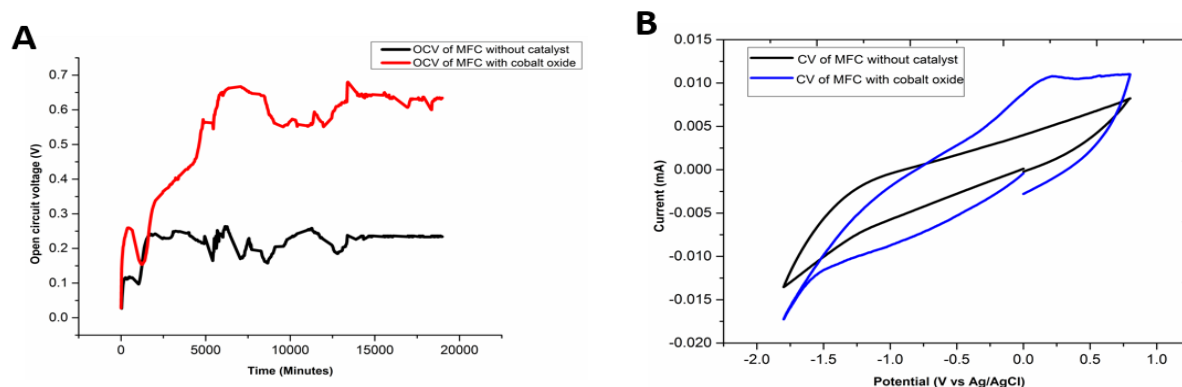 A
OCV of MFC without catalyst
OCV of MFC with cobalt oxide
Open circuit voltage (V)
0.7
0.6
0.5
0.4
0.3
0.2
0.1
0.0
0
5000
10000
15000
20000
Time (Minutes)
B
CV of MFC without catalyst
CV of MFC with cobalt oxide
Current (mA)
0.015
0.010
0.005
0.000
-0.005
-0.010
-0.015
-0.020
-2.0
-1.5
-1.0
-0.5
0.0
0.5
1.0
Potential (V vs Ag/AgCl)